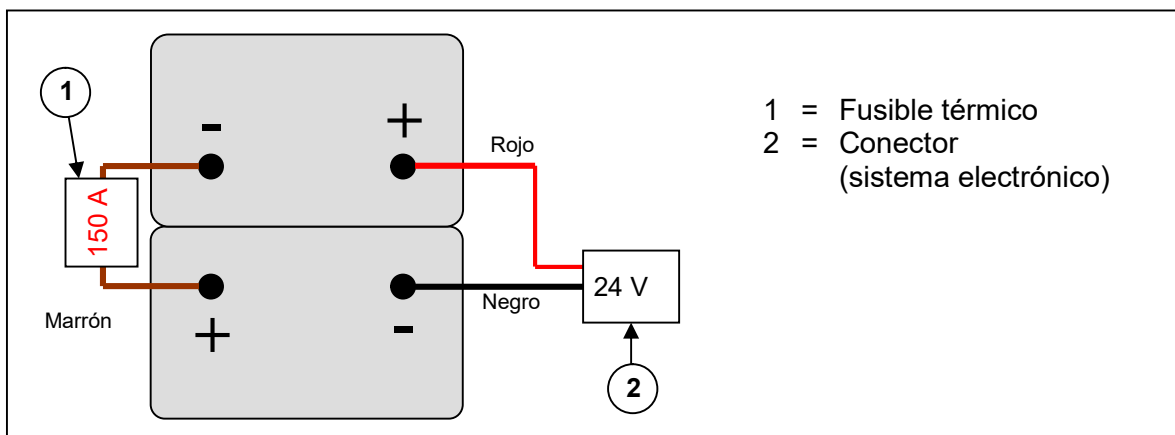 1
-
+
Rojo
150 A
24 V
Marrón
+
-
Negro
2
1 = Fusible térmico
2 = Conector
(sistema electrónico)